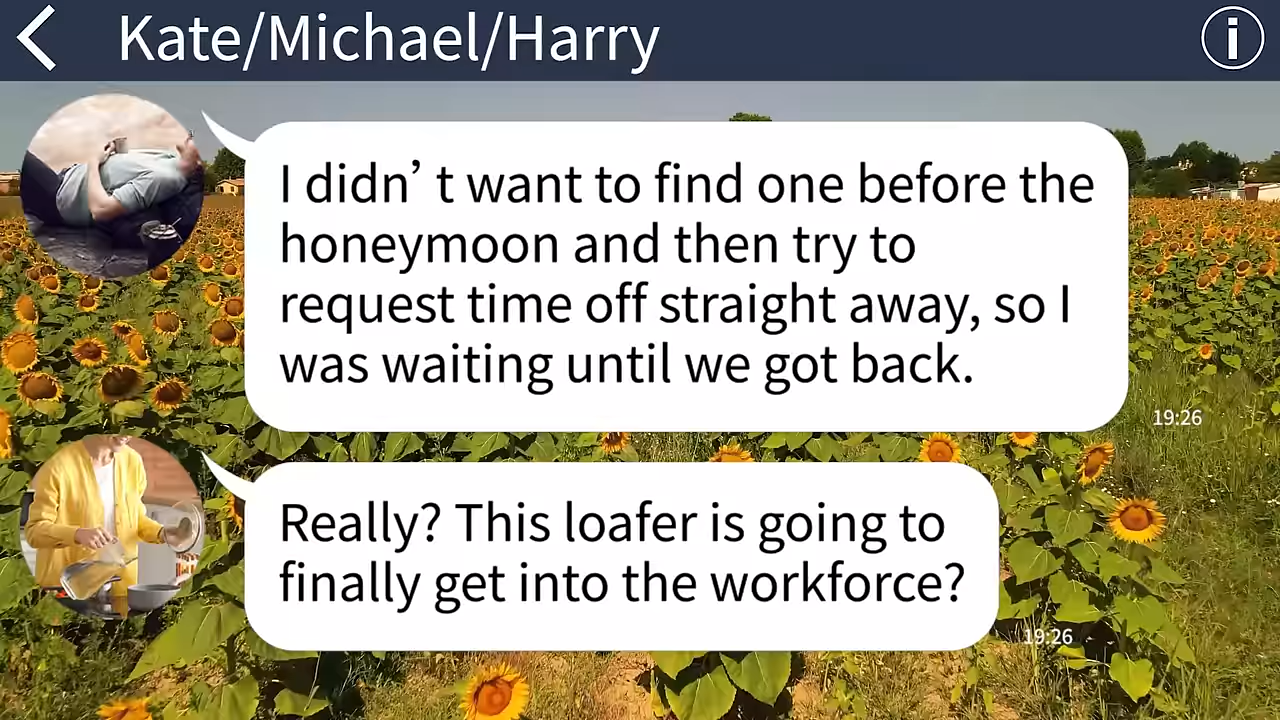 Kate/Michael/Harry
I didn’t want to find one before the
honeymoon and then try to
request time off straight away, so I
was waiting until we got back.
19:26
Really? This loafer is going to
finally get into the workforce?
19:26